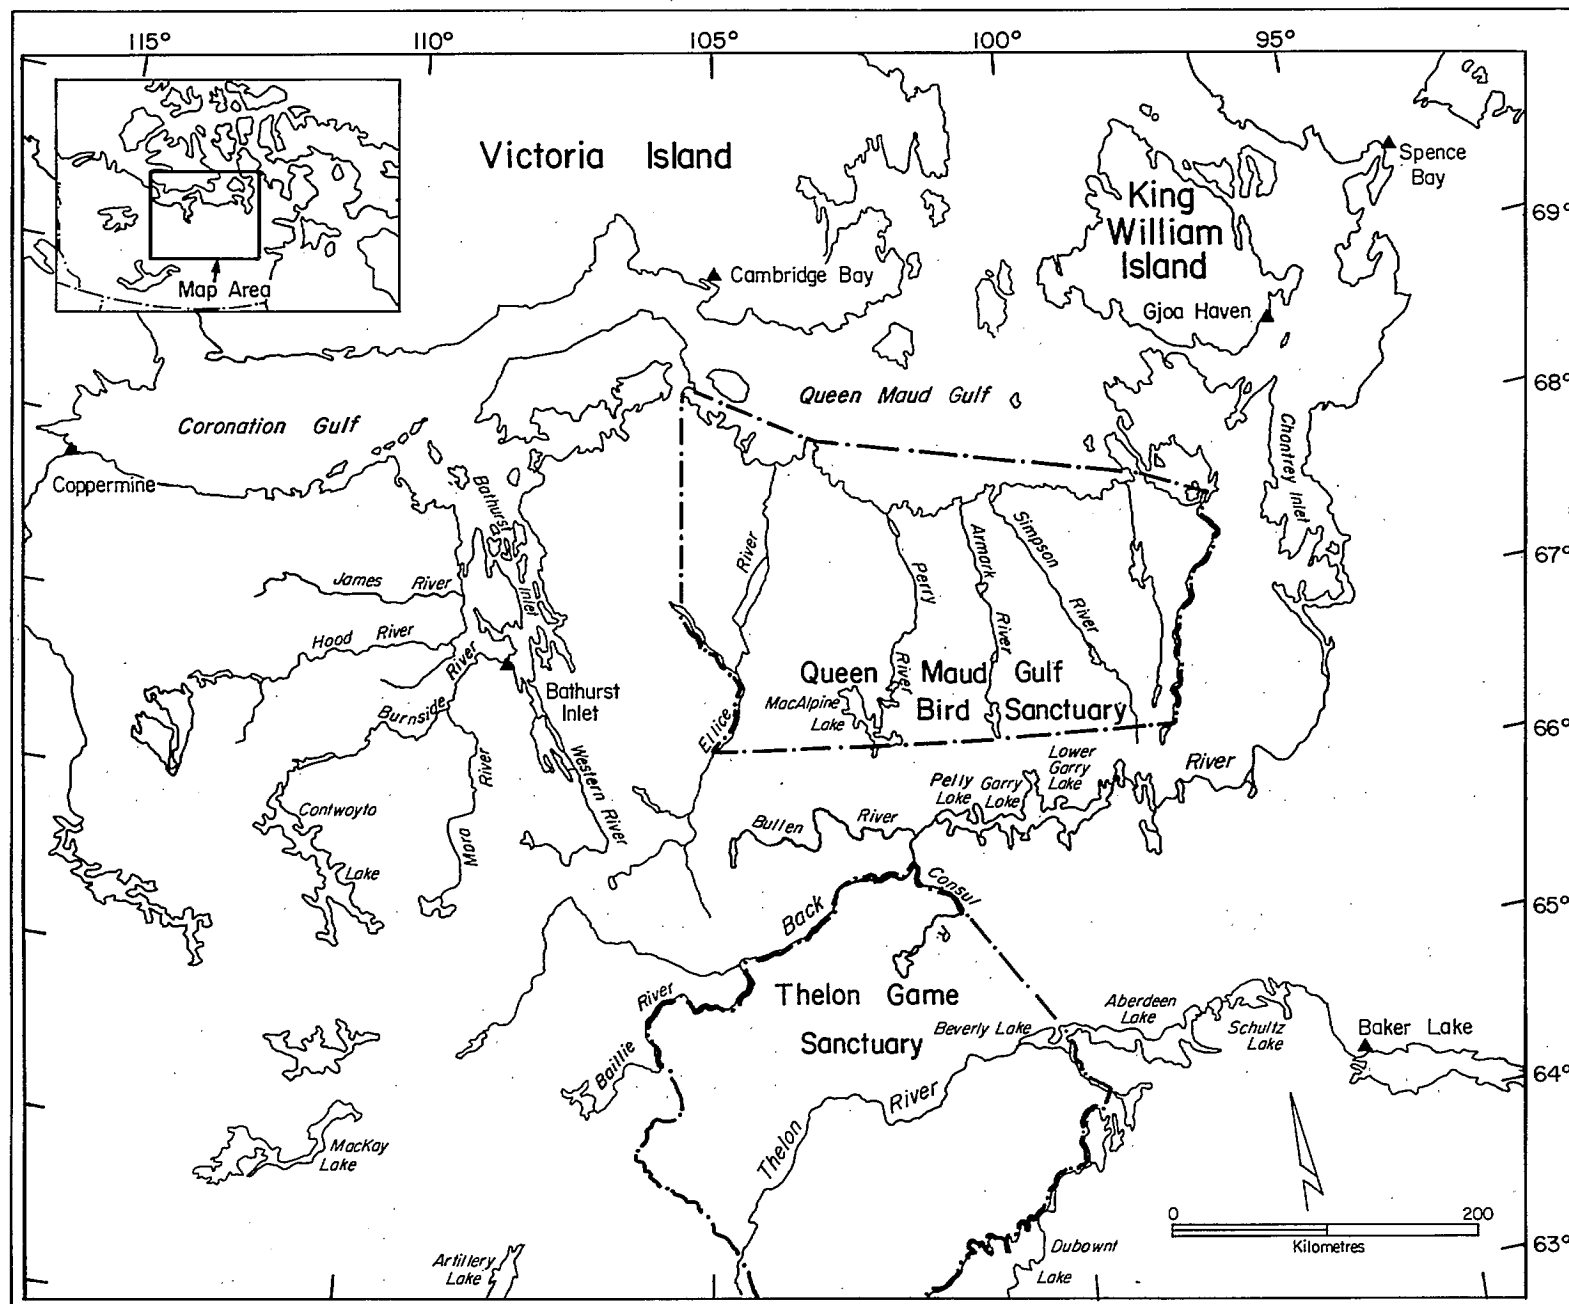 115°
110°
105°
100°
95°
Map Area
Victoria Island
Cambridge Bay
King
William
Island
Gjoa Haven
Spence
Bay
69°
68°
67°
66°
65°
64°
63°
Coronation Gulf
Queen Maud Gulf
Coppermine
Bathurst
Inlet
Chantrey Inlet
James River
Hood River
River
Burnside
Bathurst
Inlet
River
Mara
Western River
Contwoyto
Lake
River
Ellice
Perry
River
Armark
River
Simpson
River
MacAlpine
Lake
Queen Maud Gulf
Bird Sanctuary
Lower
Garry
Lake
Pelly
Lake
Garry
Lake
River
Bullen River
Consul
R.
Back
River
Baillie
Thelon Game
Sanctuary
Beverly Lake
Aberdeen
Lake
Schultz
Lake
Baker Lake
Thelon
River
MacKay
Lake
Artillery
Lake
Dubawnt
Lake
0 200
Kilometres